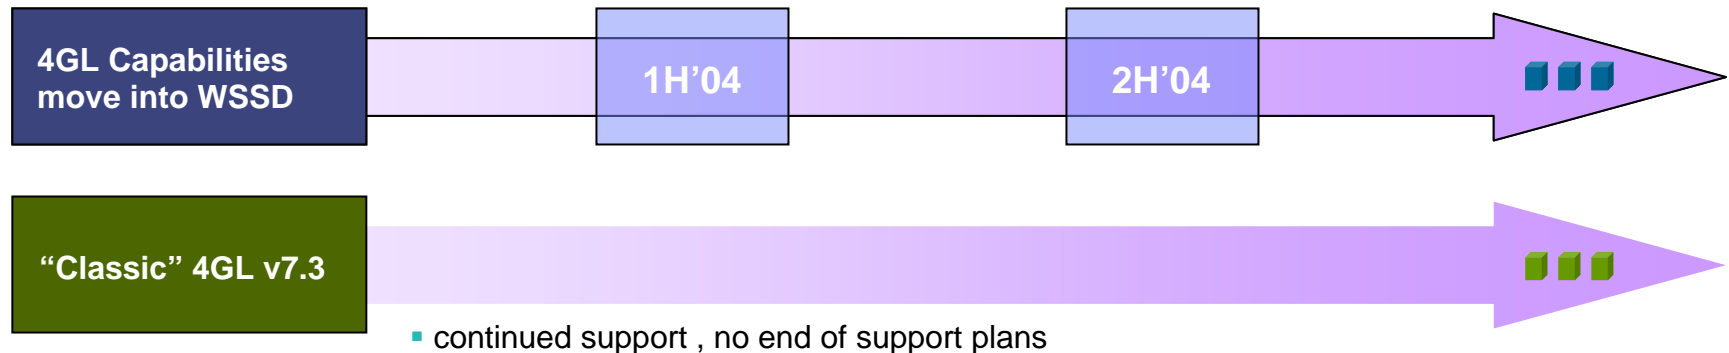 4GL Capabilities
move into WSSD
1H’04
2H’04
“Classic” 4GL v7.3
▪ continued support , no end of support plans